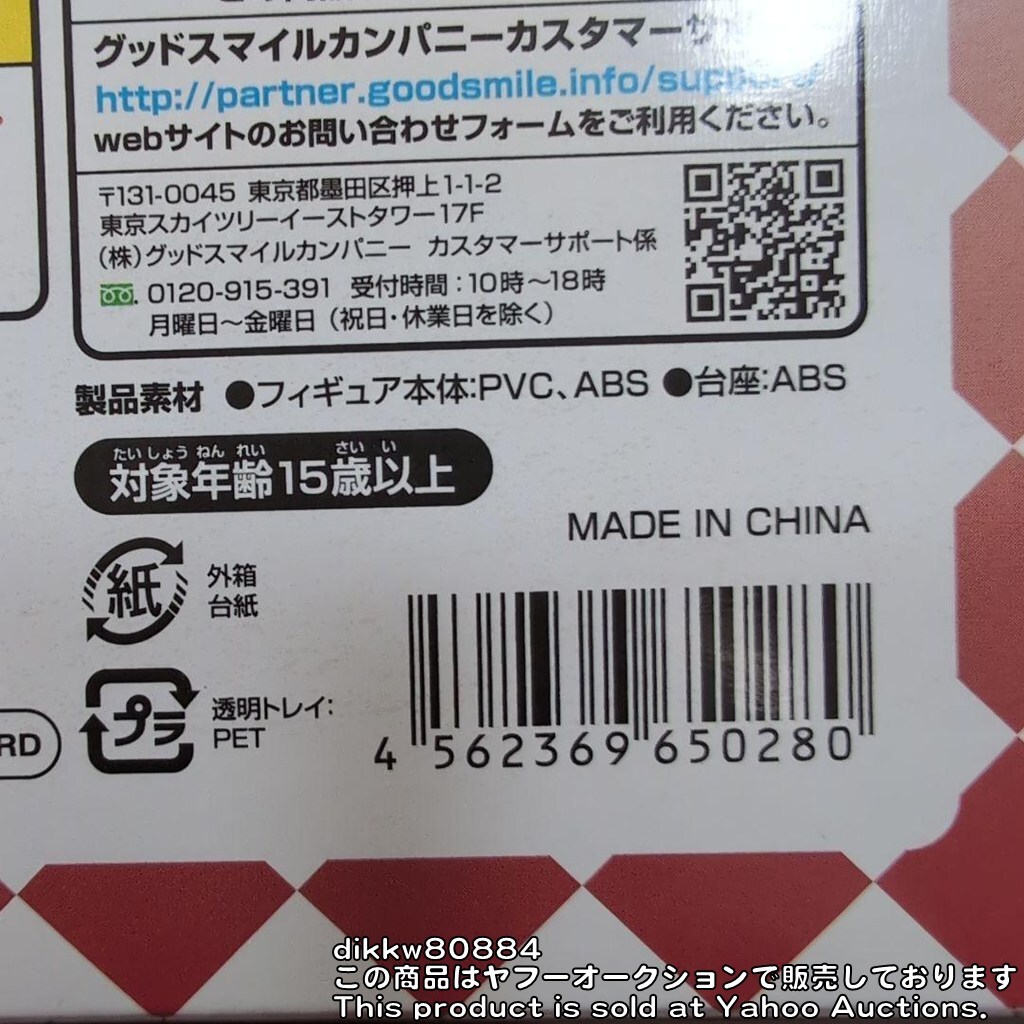 グッドスマイルカンパニーカスタマーサ
http://partner.goodsmile.info/support/
webサイトのお問い合わせフォームをご利用ください。
〒131-0045 東京都墨田区押上1-1-2
東京スカイツリーイーストタワー17F
(株)グッドスマイルカンパニー カスタマーサポート係
0120-915-391 受付時間:10時～18時
月曜日～金曜日(祝日・休業日を除く)
製品素材 ●フィギュア本体:PVC、ABS ●台座:ABS
たいしょうねんれい さいい
対象年齢15歳以上
MADE IN CHINA
紙 外箱
台紙
プラ 透明トレイ:
PET
RD
4 562369 650280
dikkw80884
この商品はヤフーオークションで販売しております
This product is sold at Yahoo Auctions.